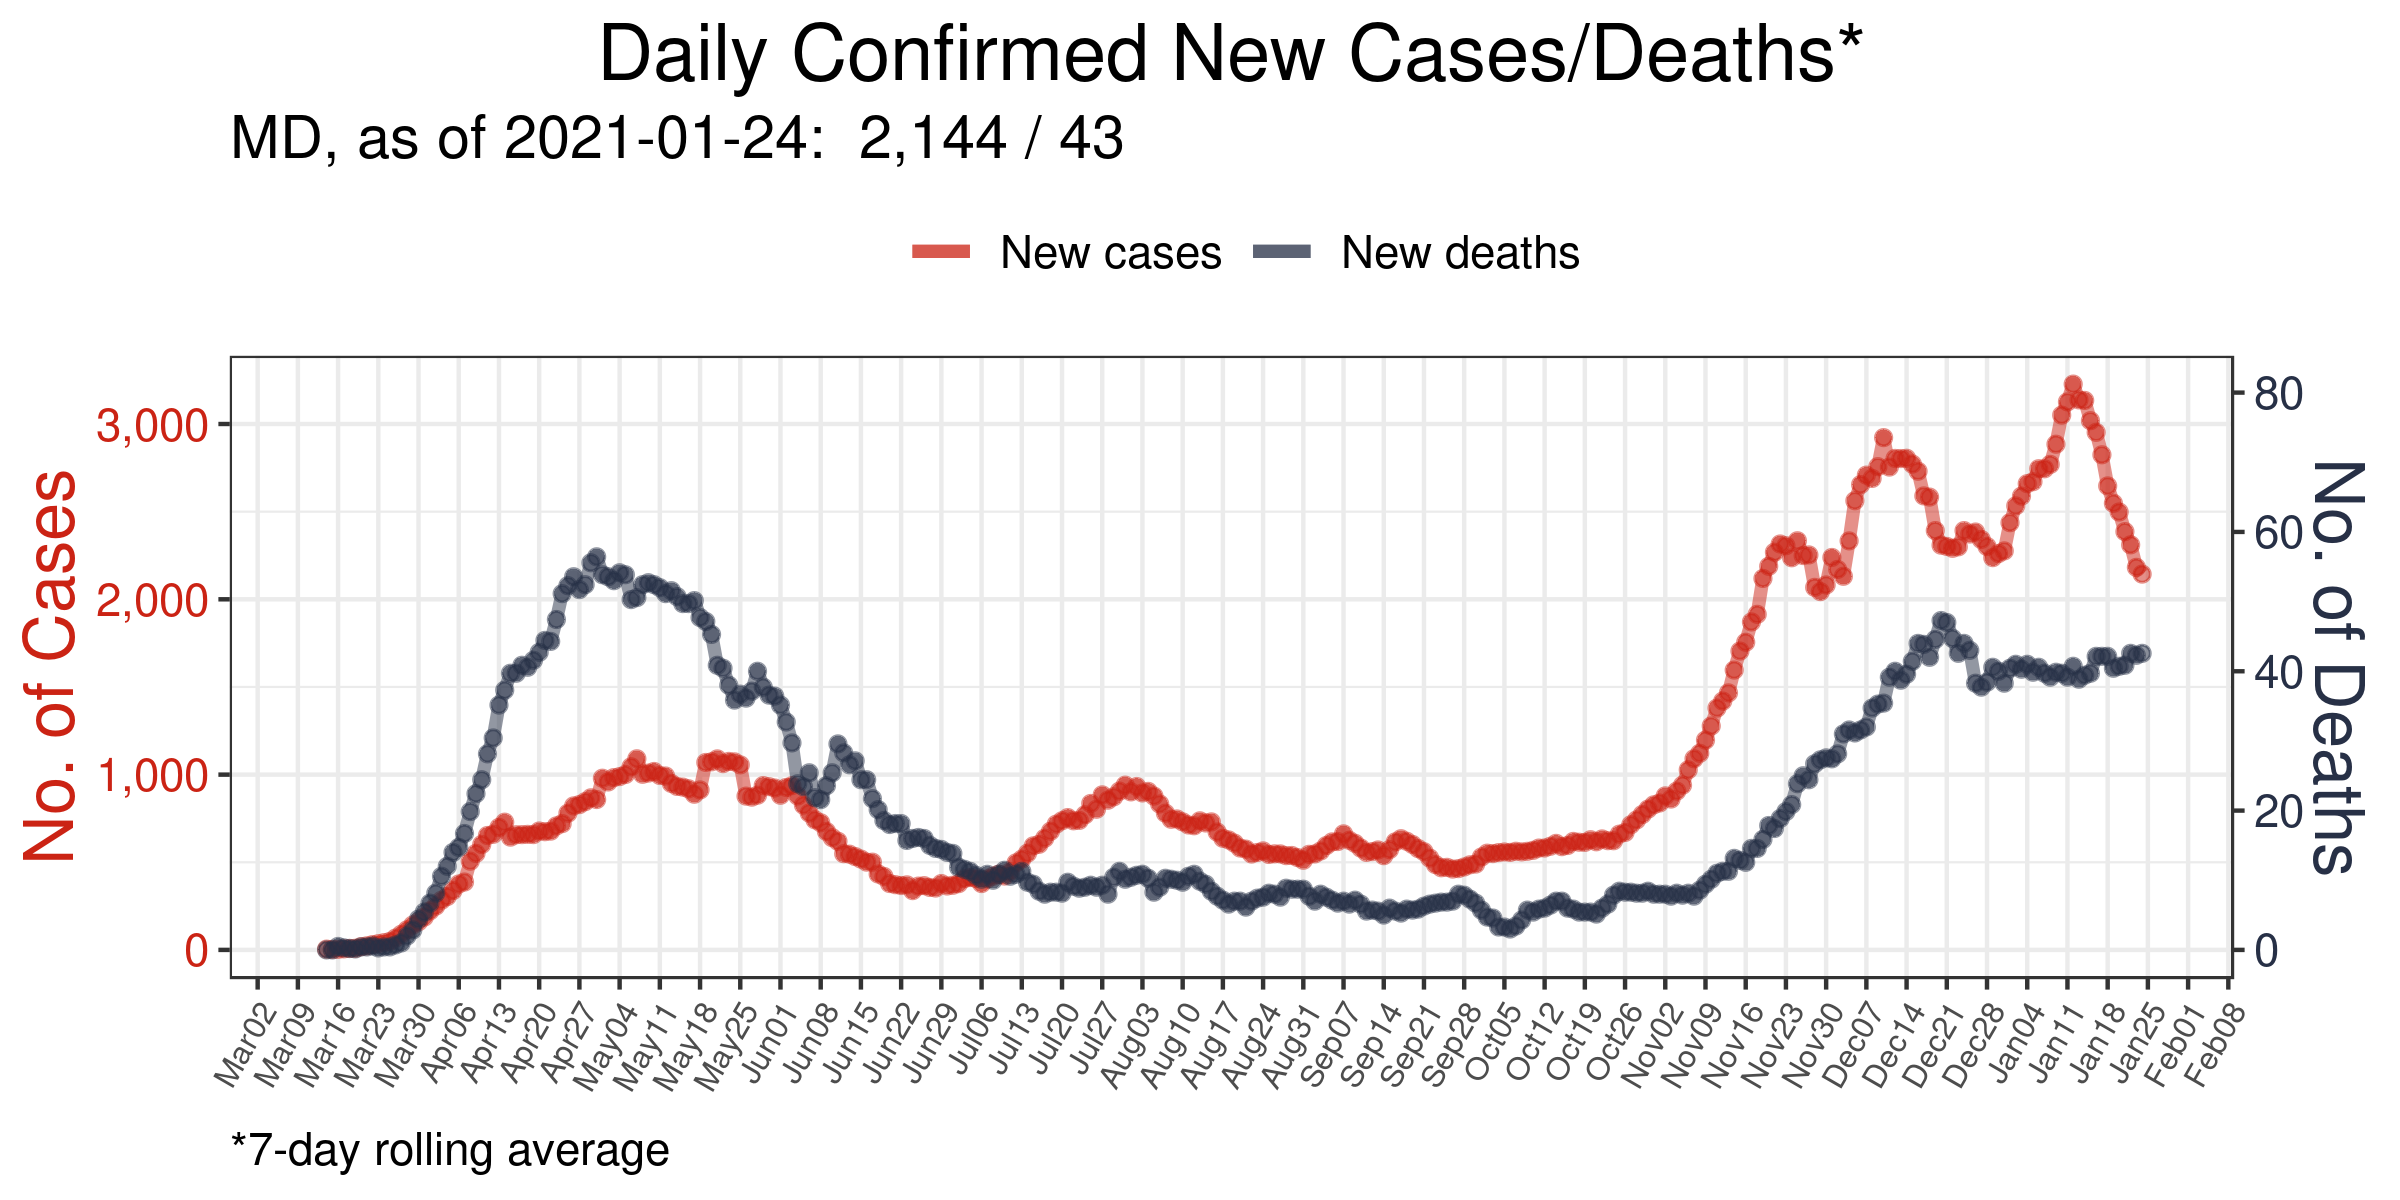 Daily Confirmed New Cases/Deaths*
MD, as of 2021-01-24:  2,144 / 43
New cases
New deaths
No. of Cases
3,000
2,000
1,000
0
80
60
40
20
0
No. of Deaths
Mar02
Mar09
Mar16
Mar23
Mar30
Apr06
Apr13
Apr20
Apr27
May04
May11
May18
May25
Jun01
Jun08
Jun15
Jun22
Jun29
Jul06
Jul13
Jul20
Jul27
Aug03
Aug10
Aug17
Aug24
Aug31
Sep07
Sep14
Sep21
Sep28
Oct05
Oct12
Oct19
Oct26
Nov02
Nov09
Nov16
Nov23
Nov30
Dec07
Dec14
Dec21
Dec28
Jan04
Jan11
Jan18
Jan25
Feb01
Feb08
*7-day rolling average